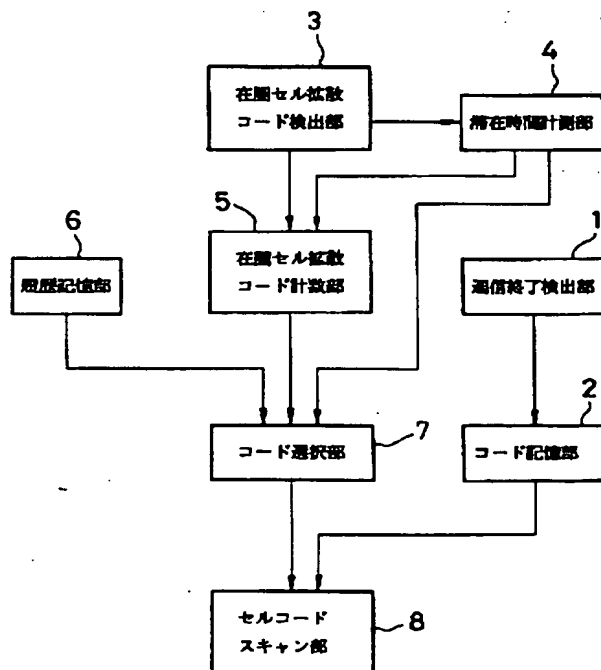 3
4
在圏セル拡散
コード検出部
滞在時間計測部
5
6
1
在圏セル拡散
コード計数部
履歴記憶部
通信終了検出部
2
コード選択部
7
コード記憶部
セルコード
スキャン部
8